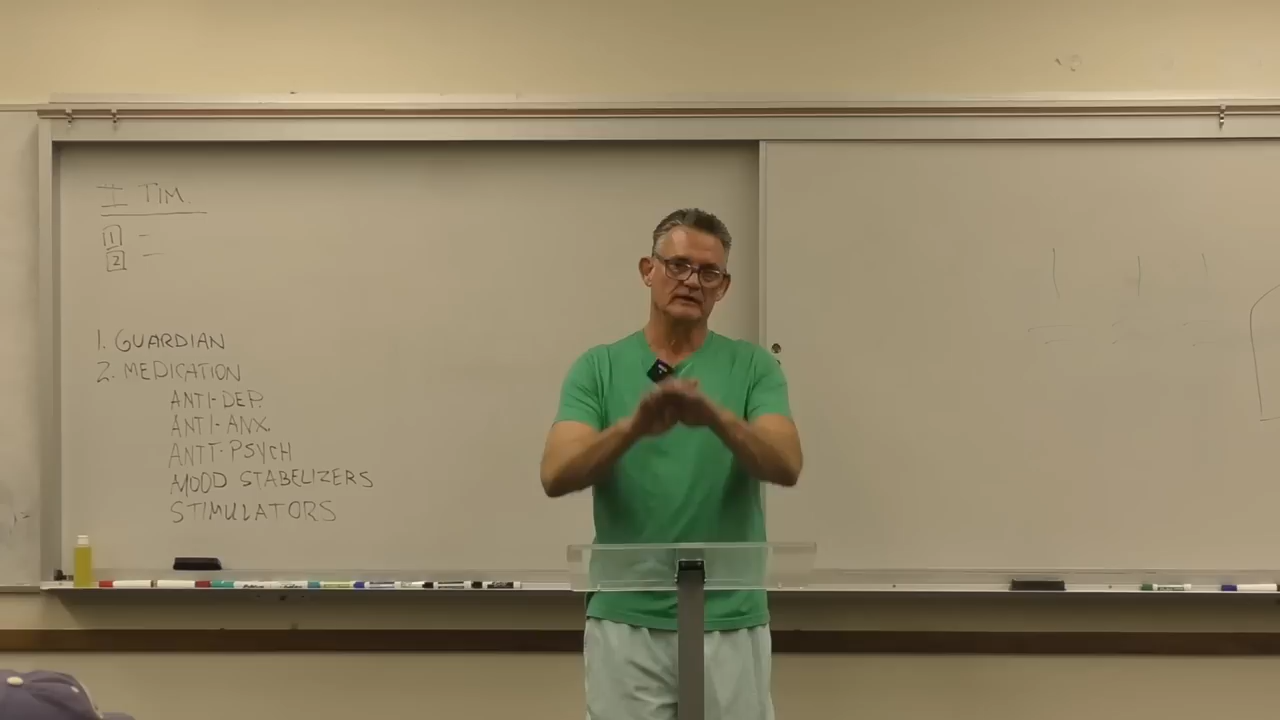 I TIM.
1 -
2 -
1. GUARDIAN
2. MEDICATION
ANTI-DEP.
ANTI-ANX.
ANTI-PSYCH
MOOD STABELIZERS
STIMULATORS